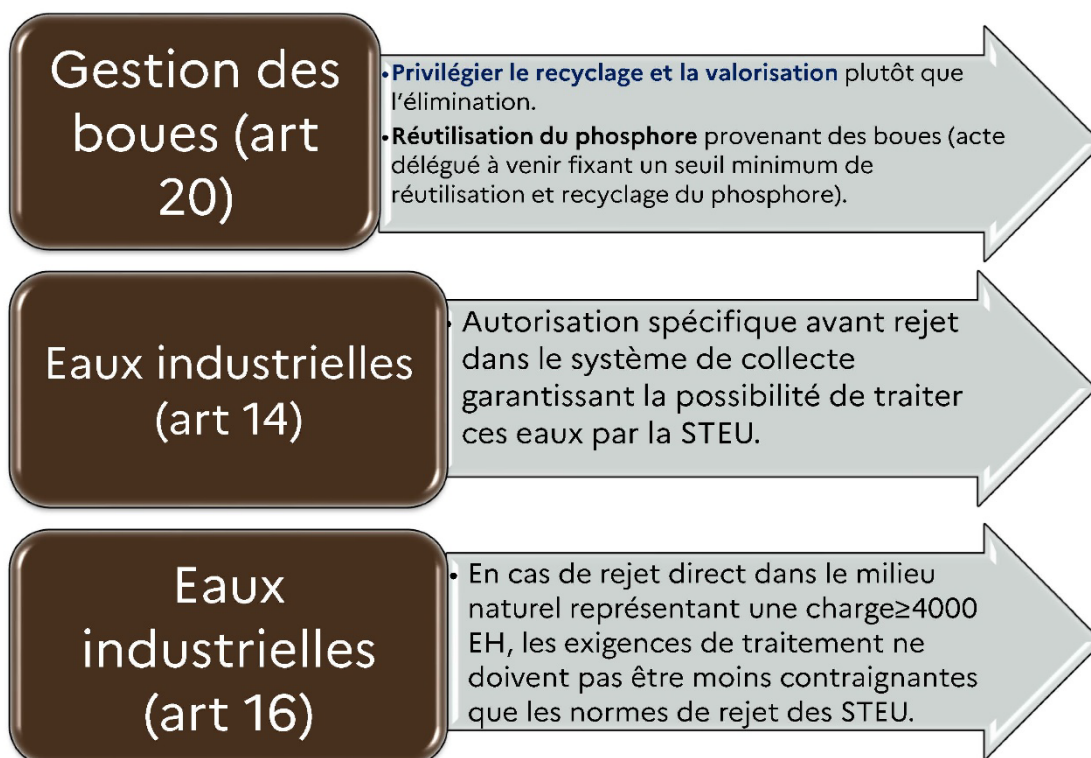 Gestion des
boues (art
20)
•Privilégier le recyclage et la valorisation plutôt que
l'élimination.
•Réutilisation du phosphore provenant des boues (acte
délégué à venir fixant un seuil minimum de
réutilisation et recyclage du phosphore).
Eaux industrielles
(art 14)
• Autorisation spécifique avant rejet
dans le système de collecte
garantissant la possibilité de traiter
ces eaux par la STEU.
Eaux
industrielles
(art 16)
• En cas de rejet direct dans le milieu
naturel représentant une charge≥4000
EH, les exigences de traitement ne
doivent pas être moins contraignantes
que les normes de rejet des STEU.